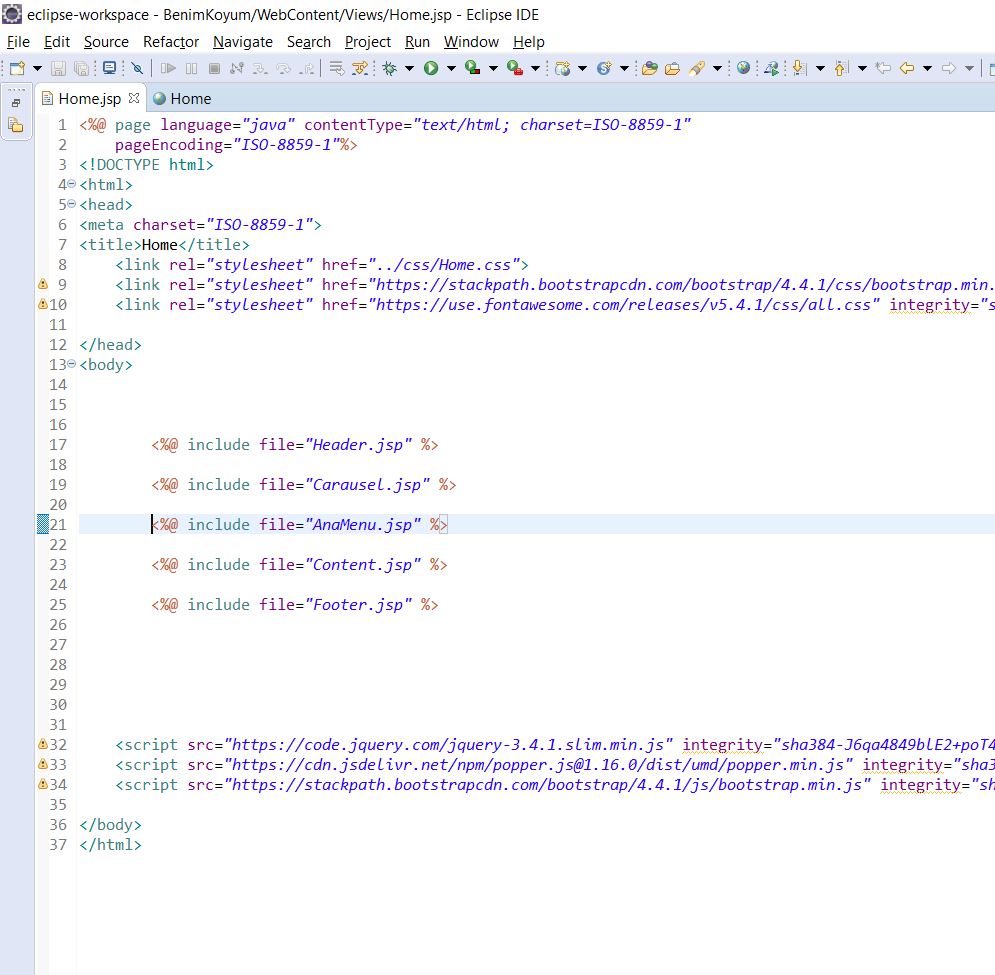 eclipse-workspace - BenimKoyum/WebContent/Views/Home.jsp - Eclipse IDE
File Edit Source Refactor Navigate Search Project Run Window Help
Home.jsp Home
1 <%@ page language="java" contentType="text/html; charset=ISO-8859-1"
2 pageEncoding="ISO-8859-1"%>
3 <!DOCTYPE html>
4 <html>
5 <head>
6 <meta charset="ISO-8859-1">
7 <title>Home</title>
8 <link rel="stylesheet" href="../css/Home.css">
9 <link rel="stylesheet" href="https://stackpath.bootstrapcdn.com/bootstrap/4.4.1/css/bootstrap.min.
10 <link rel="stylesheet" href="https://use.fontawesome.com/releases/v5.4.1/css/all.css" integrity="s
11
12 </head>
13 <body>
14
15
16
17 <%@ include file="Header.jsp" %>
18
19 <%@ include file="Carausel.jsp" %>
20
21 <%@ include file="AnaMenu.jsp" %>
22
23 <%@ include file="Content.jsp" %>
24
25 <%@ include file="Footer.jsp" %>
26
27
28
29
30
31
32 <script src="https://code.jquery.com/jquery-3.4.1.slim.min.js" integrity="sha384-J6qa4849blE2+poT4
33 <script src="https://cdn.jsdelivr.net/npm/popper.js@1.16.0/dist/umd/popper.min.js" integrity="sha3
34 <script src="https://stackpath.bootstrapcdn.com/bootstrap/4.4.1/js/bootstrap.min.js" integrity="sh
35
36 </body>
37 </html>